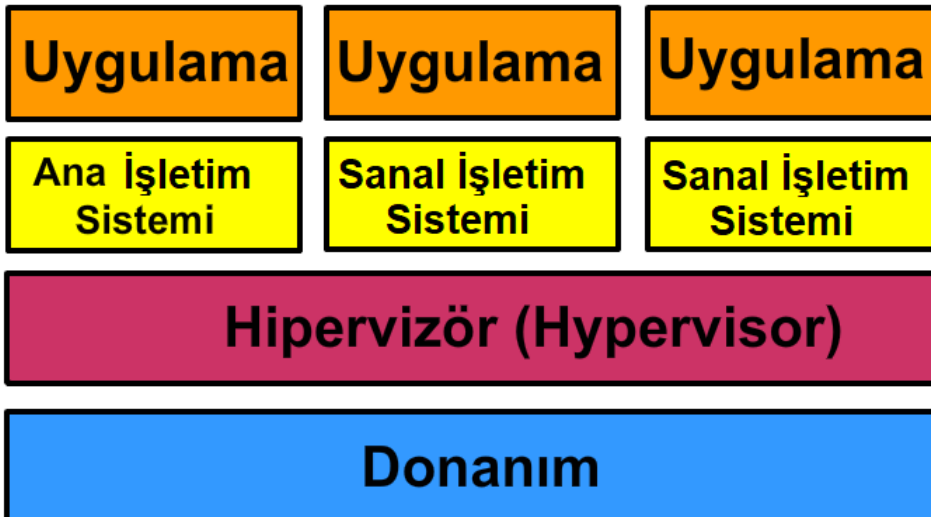 Uygulama
Uygulama
Uygulama
Ana İşletim
Sistemi
Sanal İşletim
Sistemi
Sanal İşletim
Sistemi
Hipervizör (Hypervisor)
Donanım